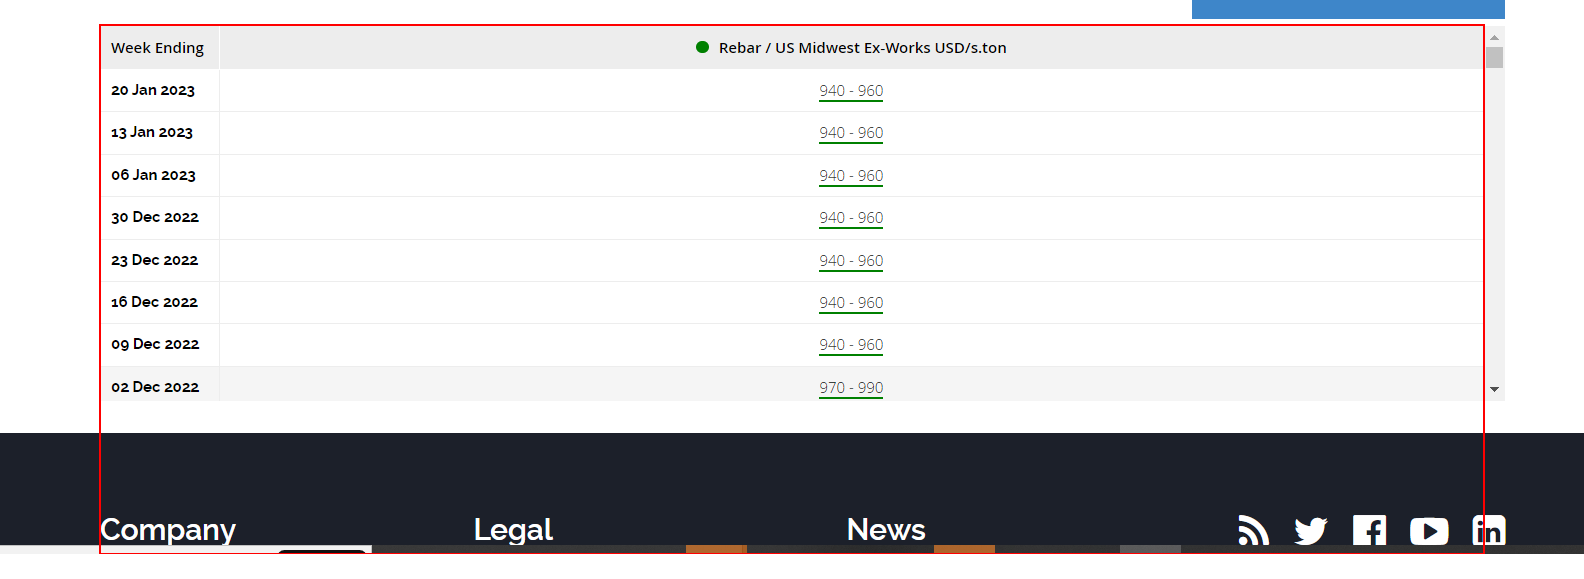 Week Ending Rebar / US Midwest Ex-Works USD/s.ton
20 Jan 2023 940 - 960
13 Jan 2023 940 - 960
06 Jan 2023 940 - 960
30 Dec 2022 940 - 960
23 Dec 2022 940 - 960
16 Dec 2022 940 - 960
09 Dec 2022 940 - 960
02 Dec 2022 970 - 990
Company Legal News